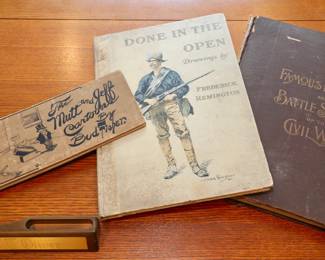 The
Mutt and Jeff
Cartoons
By
Bud Fisher
DONE IN THE
OPEN
Drawings by
FREDERICK
REMINGTON
FAMOUS
BATTLE
CIVIL W